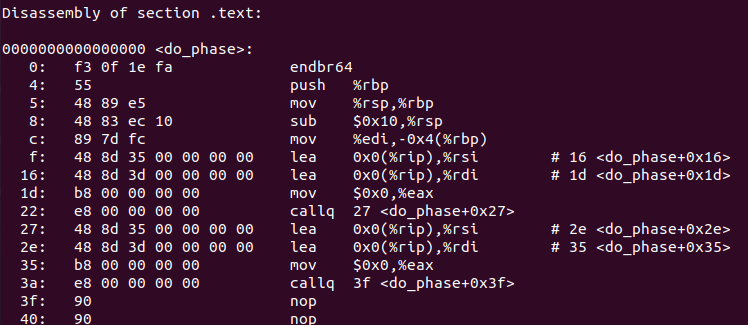 Disassembly of section .text:
0000000000000000 <do_phase>:
0: f3 0f 1e fa endbr64
4: 55 push %rbp
5: 48 89 e5 mov %rsp,%rbp
8: 48 83 ec 10 sub $0x10,%rsp
c: 89 7d fc mov %edi,-0x4(%rbp)
f: 48 8d 35 00 00 00 00 lea 0x0(%rip),%rsi # 16 <do_phase+0x16>
16: 48 8d 3d 00 00 00 00 lea 0x0(%rip),%rdi # 1d <do_phase+0x1d>
1d: b8 00 00 00 00 mov $0x0,%eax
22: e8 00 00 00 00 callq 27 <do_phase+0x27>
27: 48 8d 35 00 00 00 00 lea 0x0(%rip),%rsi # 2e <do_phase+0x2e>
2e: 48 8d 3d 00 00 00 00 lea 0x0(%rip),%rdi # 35 <do_phase+0x35>
35: b8 00 00 00 00 mov $0x0,%eax
3a: e8 00 00 00 00 callq 3f <do_phase+0x3f>
3f: 90 nop
40: 90 nop